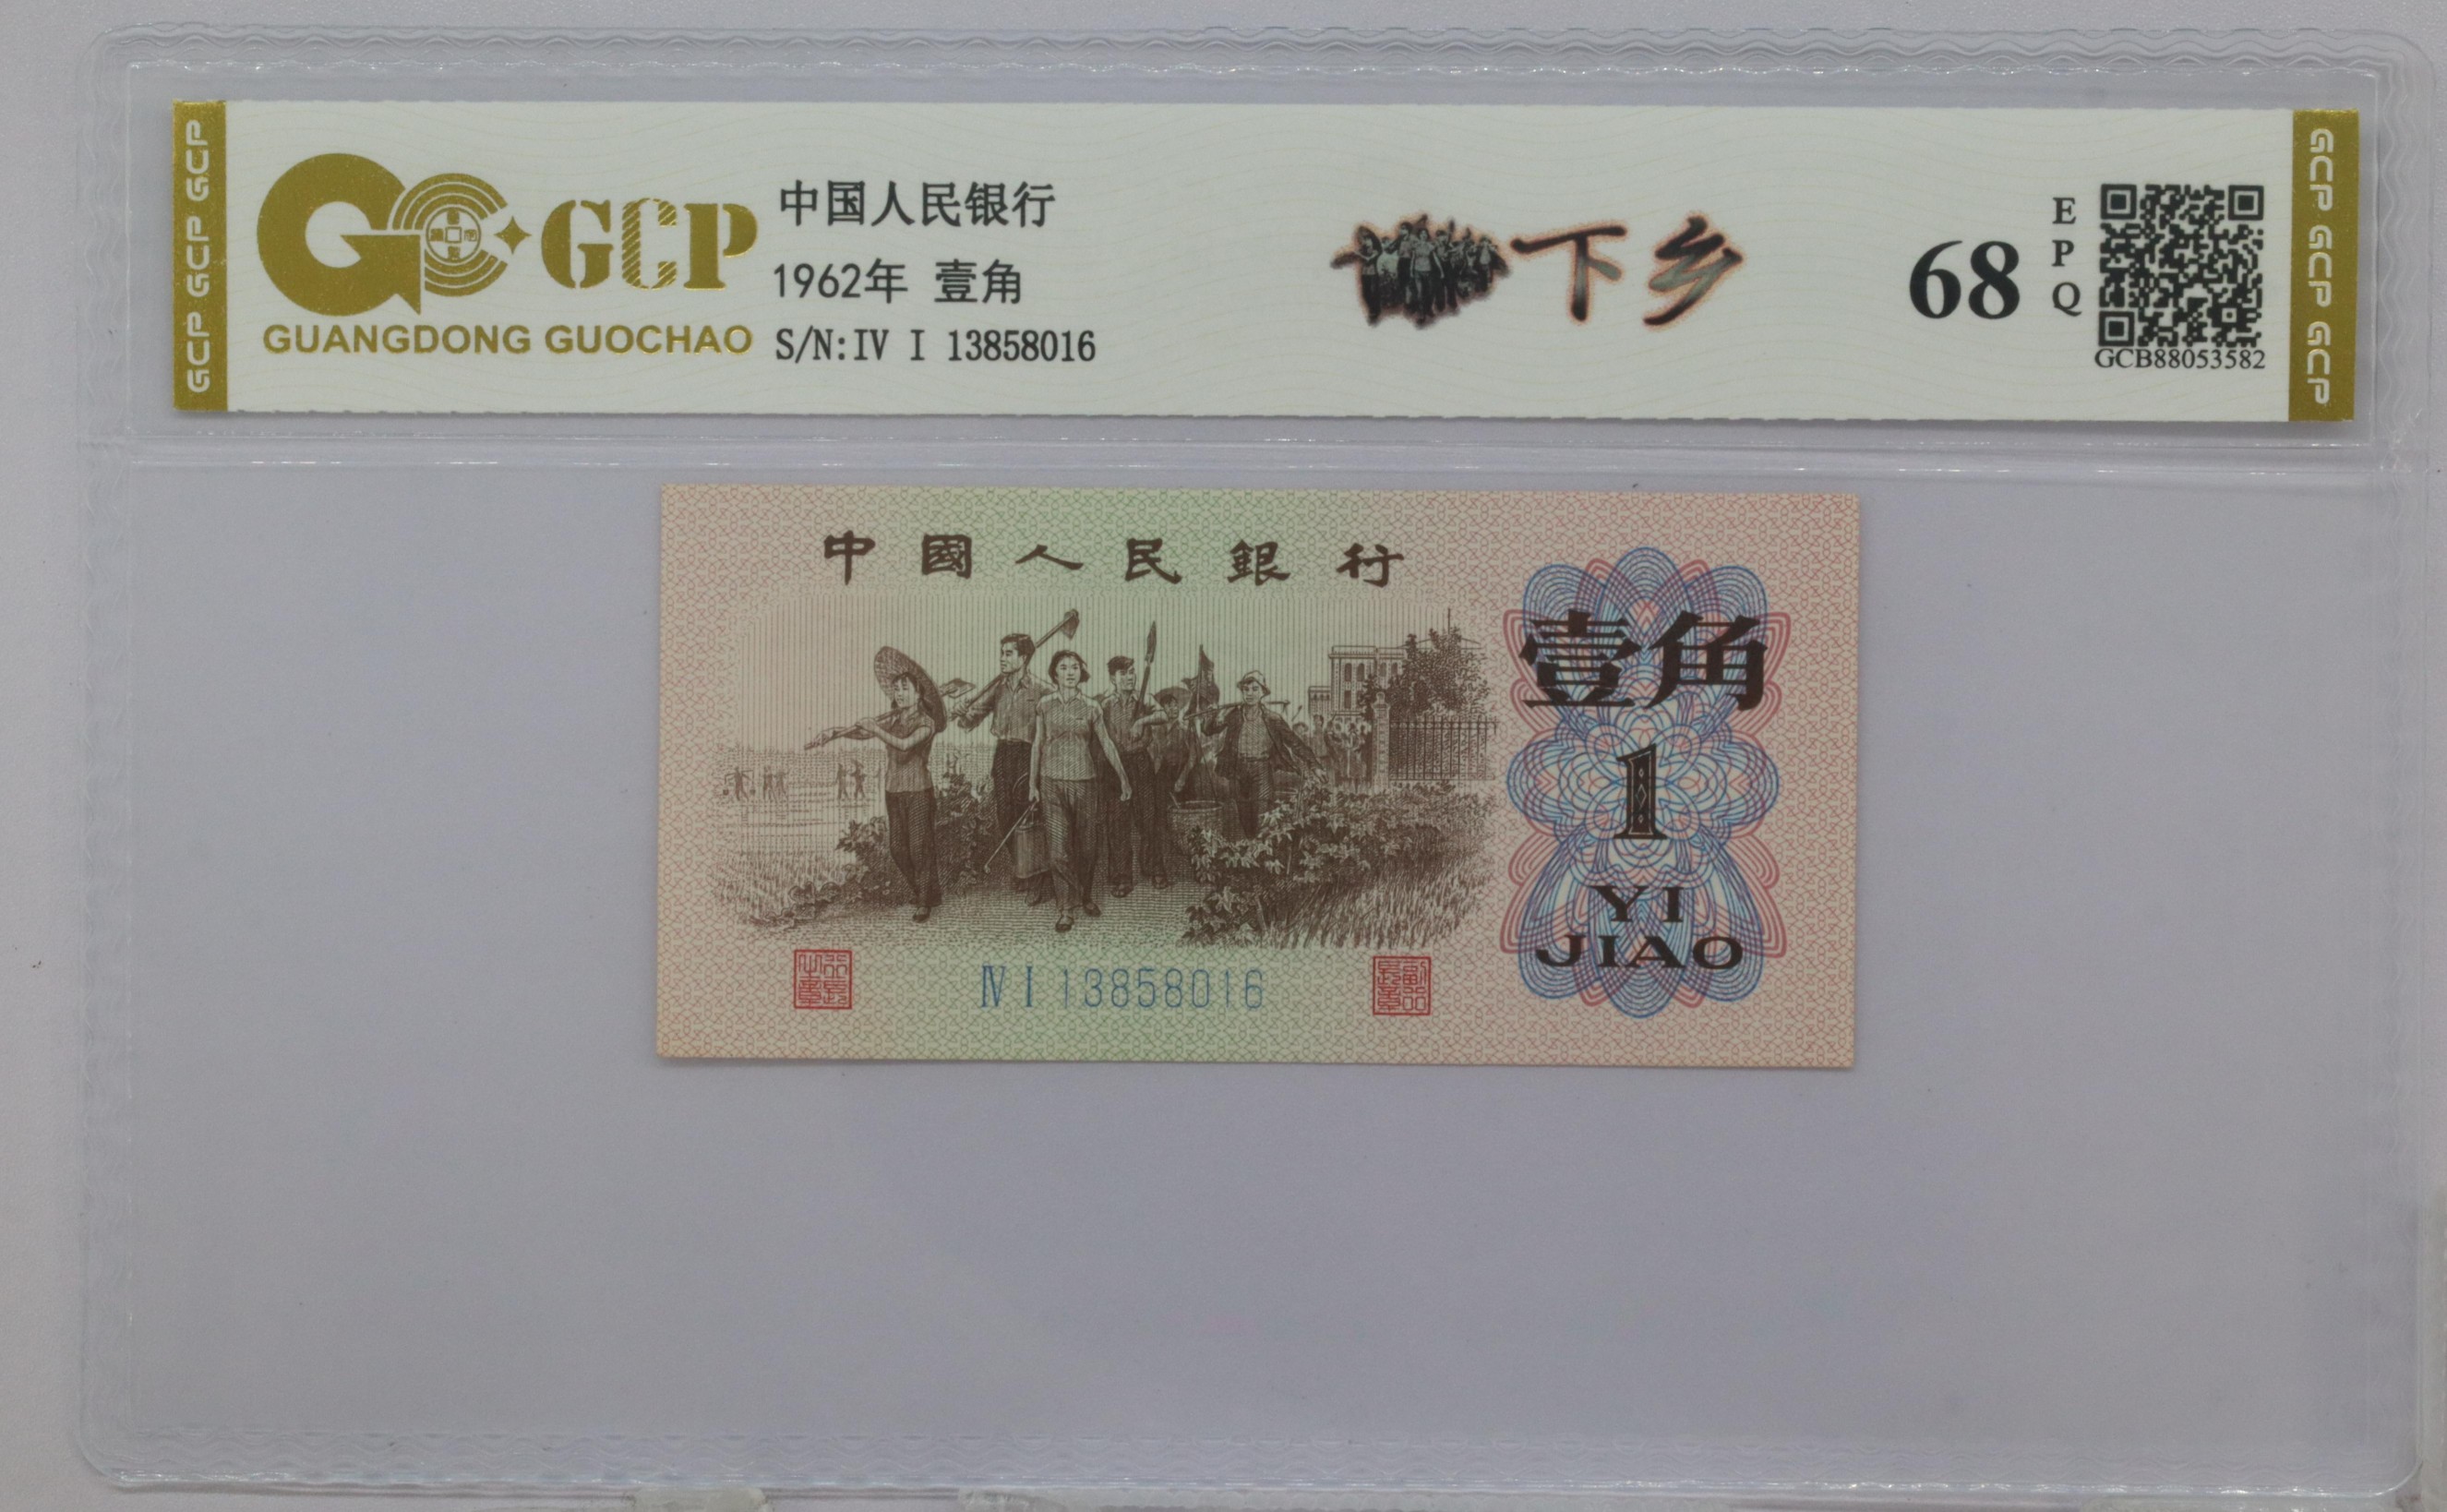 GCP GCP GCP
GCP
GUANGDONG GUOCHAO
中国人民银行
1962年 壹角
S/N:IV I 13858016
下乡
68
EPQ
GCB88053582
GCP GCP GCP
中國人民銀行
壹角
1
YI
JIAO
Ⅳ Ⅰ 13858016